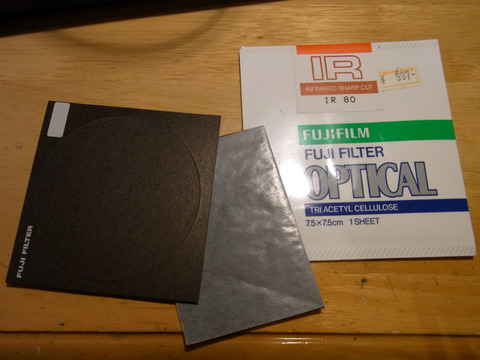 IR
INFRARED SHARP CUT
IR 80
FUJIFILM
FUJI FILTER
OPTICAL
TRI ACETYL CELLULOSE
7.5×7.5cm 1 SHEET
FUJI FILTER